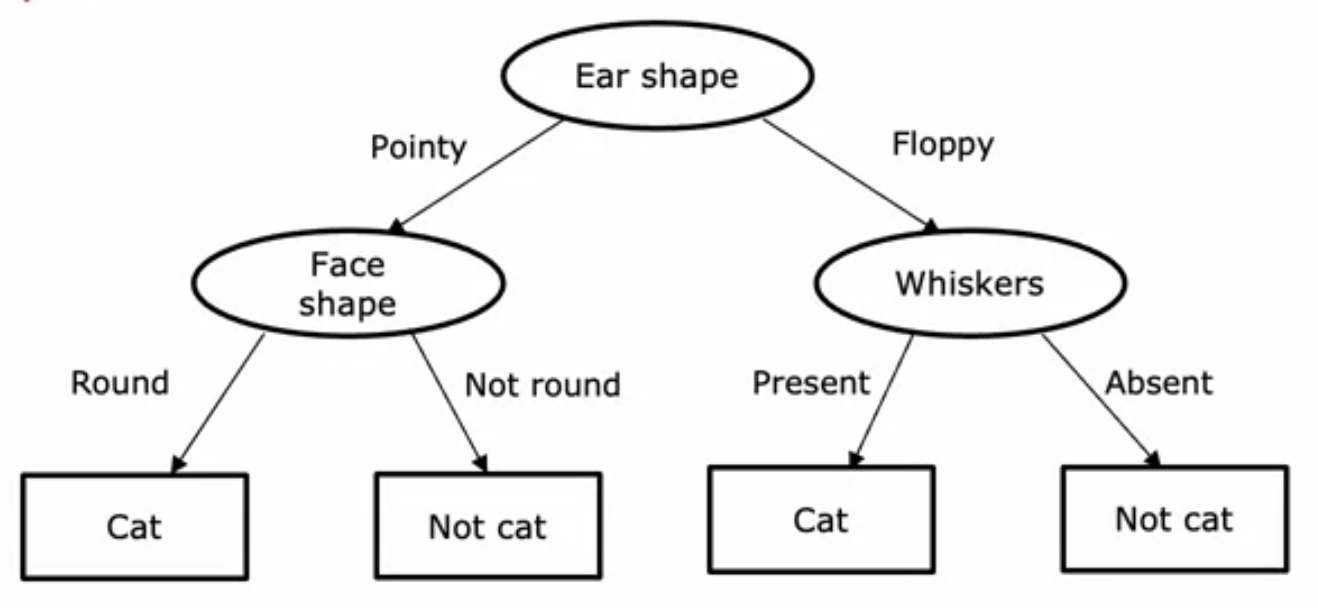 Ear shape
Pointy
Floppy
Face
shape
Whiskers
Round
Not round
Present
Absent
Cat
Not cat
Cat
Not cat